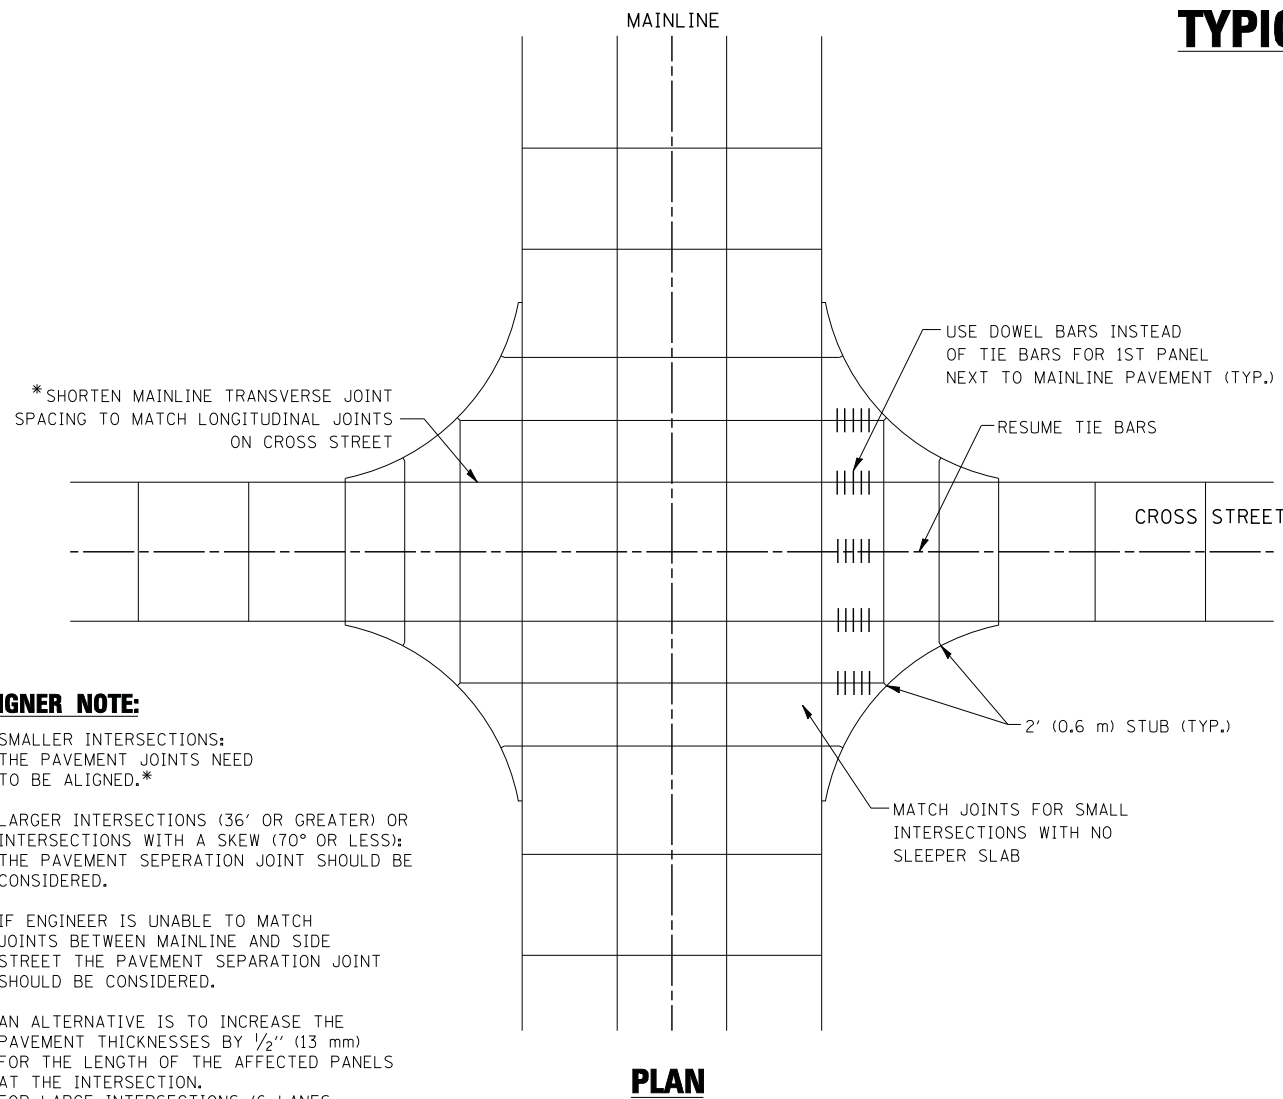 MAINLINE
*SHORTEN MAINLINE TRANSVERSE JOINT
SPACING TO MATCH LONGITUDINAL JOINTS
ON CROSS STREET
USE DOWEL BARS INSTEAD
OF TIE BARS FOR 1ST PANEL
NEXT TO MAINLINE PAVEMENT (TYP.)
RESUME TIE BARS
CROSS STREET
2' (0.6 m) STUB (TYP.)
MATCH JOINTS FOR SMALL
INTERSECTIONS WITH NO
SLEEPER SLAB
NOTE:
SMALLER INTERSECTIONS:
THE PAVEMENT JOINTS NEED
TO BE ALIGNED.*
LARGER INTERSECTIONS (36' OR GREATER) OR
INTERSECTIONS WITH A SKEW (70° OR LESS):
THE PAVEMENT SEPERATION JOINT SHOULD BE
CONSIDERED.
IF ENGINEER IS UNABLE TO MATCH
JOINTS BETWEEN MAINLINE AND SIDE
STREET THE PAVEMENT SEPARATION JOINT
SHOULD BE CONSIDERED.
AN ALTERNATIVE IS TO INCREASE THE
PAVEMENT THICKNESSES BY 1/2'' (13 mm)
FOR THE LENGTH OF THE AFFECTED PANELS
AT THE INTERSECTION.
FOR LARGE INTERSECTIONS (6 LANES
PLAN